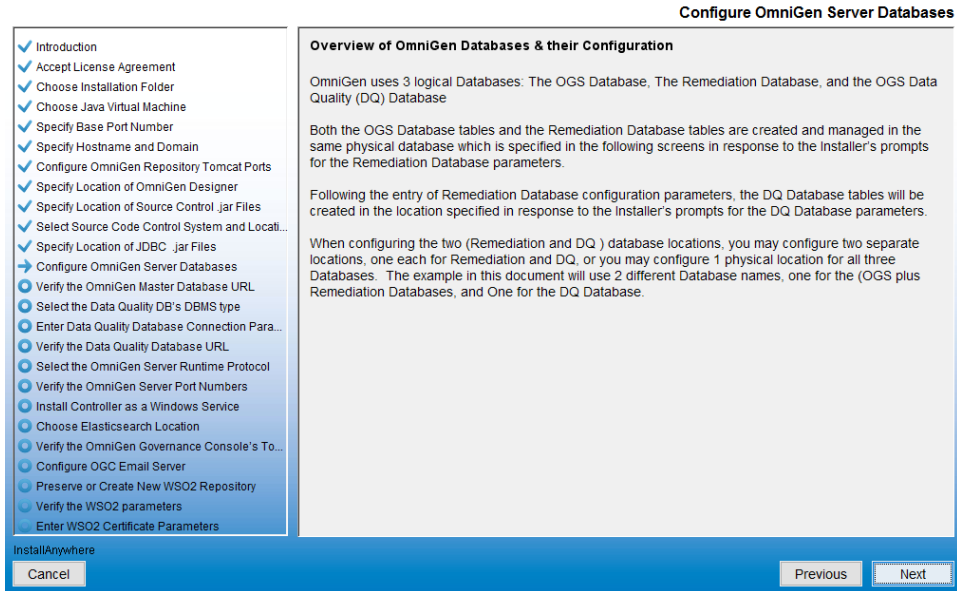 Configure OmniGen Server Databases
Introduction
Accept License Agreement
Choose Installation Folder
Choose Java Virtual Machine
Specify Base Port Number
Specify Hostname and Domain
Configure OmniGen Repository Tomcat Ports
Specify Location of OmniGen Designer
Specify Location of Source Control .jar Files
Select Source Code Control System and Locati...
Specify Location of JDBC .jar Files
Configure OmniGen Server Databases
Verify the OmniGen Master Database URL
Select the Data Quality DB's DBMS type
Enter Data Quality Database Connection Para...
Verify the Data Quality Database URL
Select the OmniGen Server Runtime Protocol
Verify the OmniGen Server Port Numbers
Install Controller as a Windows Service
Choose Elasticsearch Location
Verify the OmniGen Governance Console's To...
Configure OGC Email Server
Preserve or Create New WSO2 Repository
Verify the WSO2 parameters
Enter WSO2 Certificate Parameters
Overview of OmniGen Databases & their Configuration
OmniGen uses 3 logical Databases: The OGS Database, The Remediation Database, and the OGS Data
Quality (DQ) Database
Both the OGS Database tables and the Remediation Database tables are created and managed in the
same physical database which is specified in the following screens in response to the Installer's prompts
for the Remediation Database parameters.
Following the entry of Remediation Database configuration parameters, the DQ Database tables will be
created in the location specified in response to the Installer's prompts for the DQ Database parameters.
When configuring the two (Remediation and DQ ) database locations, you may configure two separate
locations, one each for Remediation and DQ, or you may configure 1 physical location for all three
Databases. The example in this document will use 2 different Database names, one for the (OGS plus
Remediation Databases, and One for the DQ Database.
InstallAnywhere
Cancel
Previous
Next